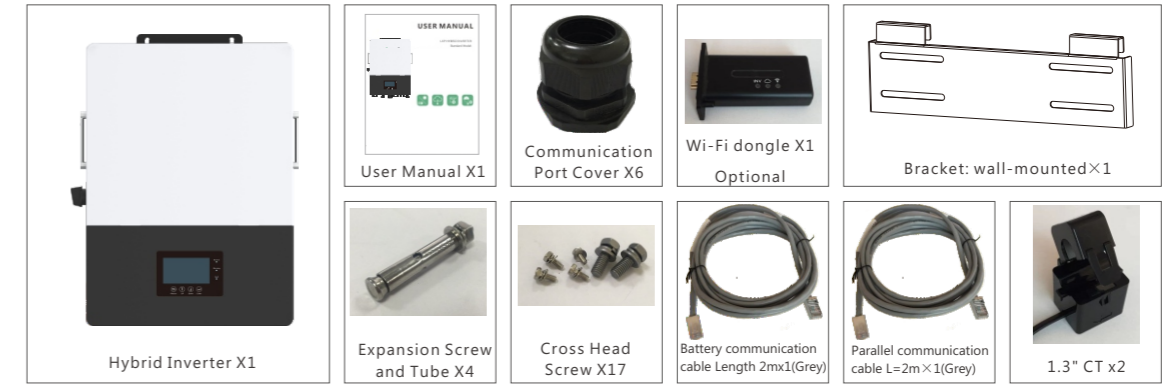 USER MANUAL
User Manual X1
Communication
Port Cover X6
Wi-Fi dongle X1
Optional
Bracket: wall-mounted×1
Hybrid Inverter X1
Expansion Screw
and Tube X4
Cross Head
Screw X17
Battery communication
cable Length 2mx1(Grey)
Parallel communication
cable L=2m×1(Grey)
1.3" CT x2